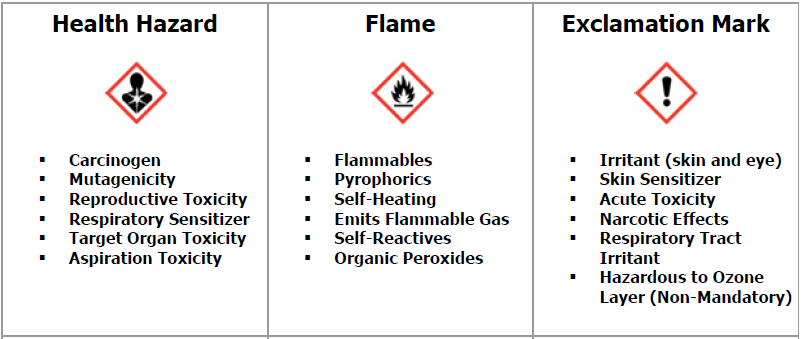 Health Hazard
▪ Carcinogen
▪ Mutagenicity
▪ Reproductive Toxicity
▪ Respiratory Sensitizer
▪ Target Organ Toxicity
▪ Aspiration Toxicity
Flame
▪ Flammables
▪ Pyrophorics
▪ Self-Heating
▪ Emits Flammable Gas
▪ Self-Reactives
▪ Organic Peroxides
Exclamation Mark
!
▪ Irritant (skin and eye)
▪ Skin Sensitizer
▪ Acute Toxicity
▪ Narcotic Effects
▪ Respiratory Tract
Irritant
▪ Hazardous to Ozone
Layer (Non-Mandatory)